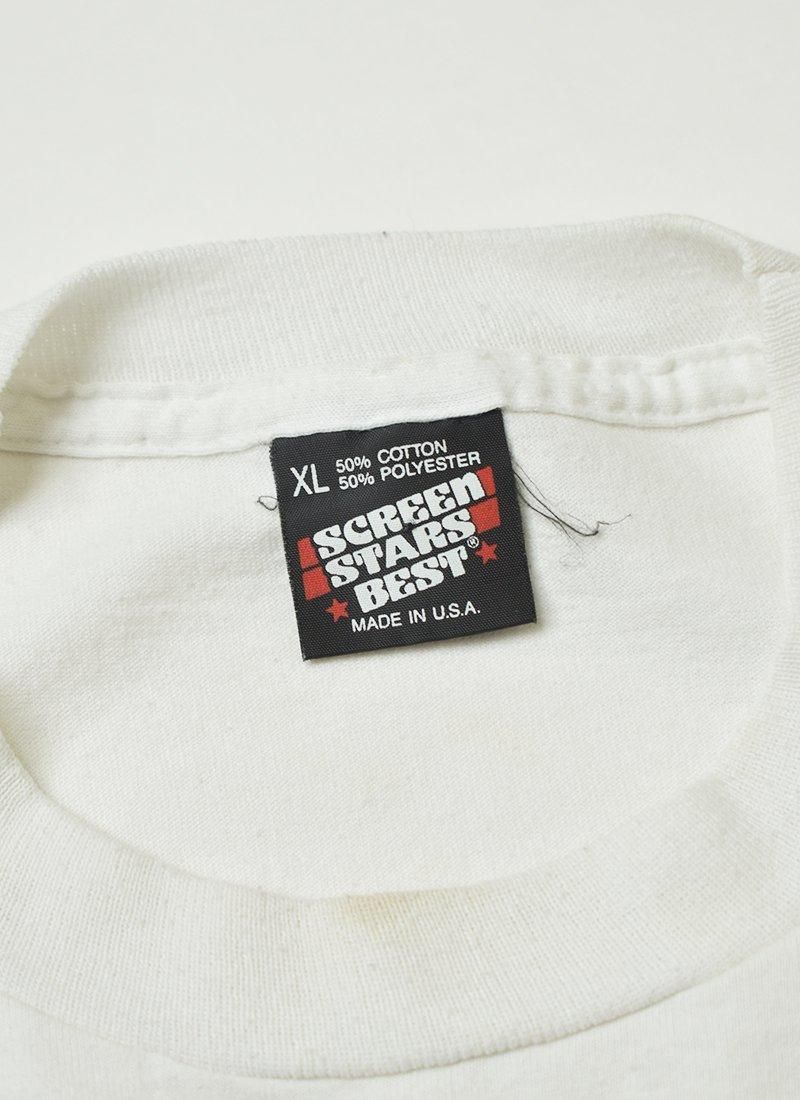 XL 50% COTTON
50% POLYESTER
SCREEN
STARS
BEST®
MADE IN U.S.A.